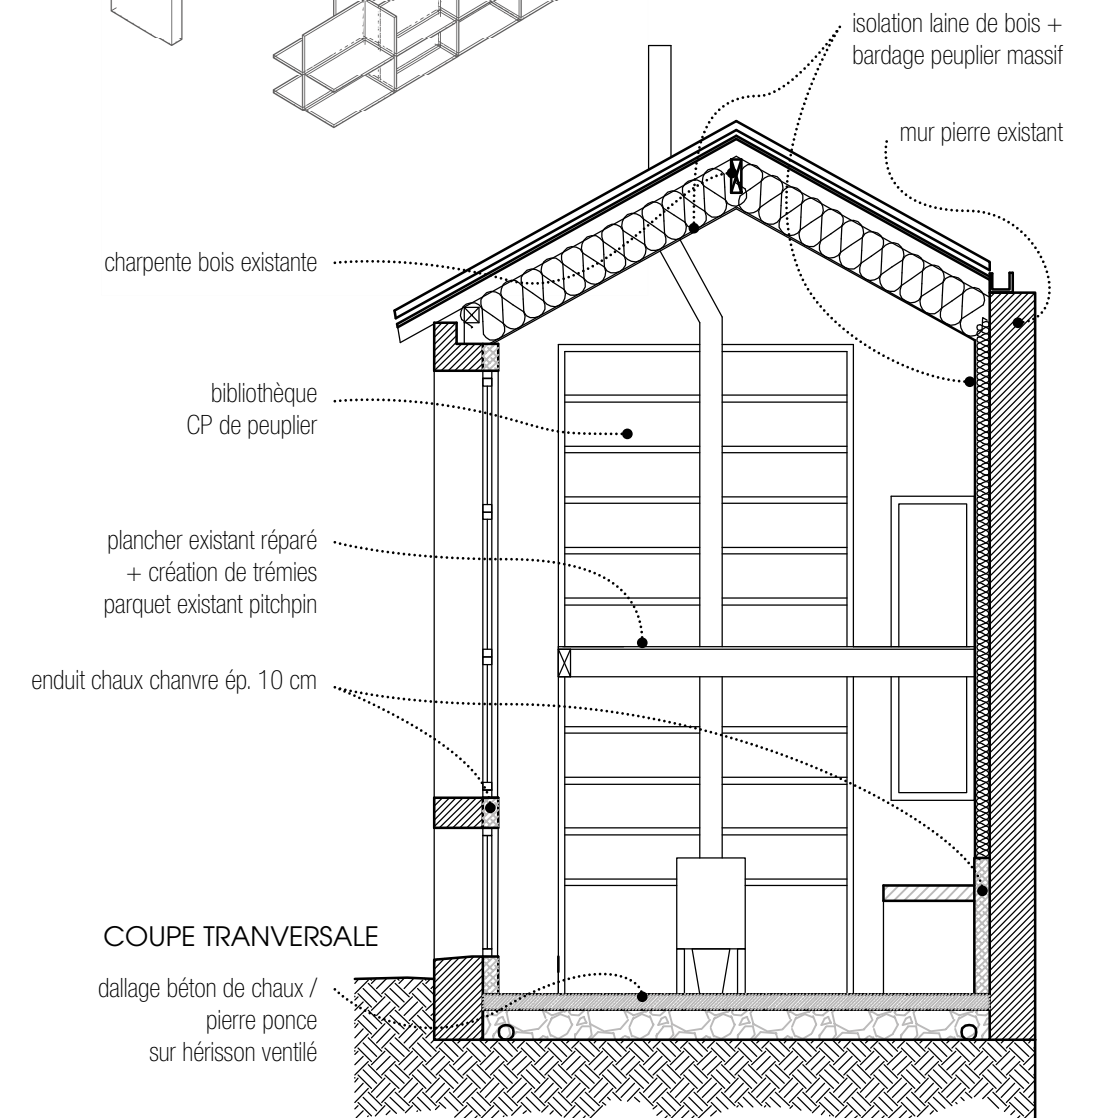 isolation laine de bois +
bardage peuplier massif
mur pierre existant
charpente bois existante
bibliothèque
CP de peuplier
plancher existant réparé
+ création de trémies
parquet existant pitchpin
enduit chaux chanvre ép. 10 cm
COUPE TRANVERSALE
dallage béton de chaux /
pierre ponce
sur hérisson ventilé